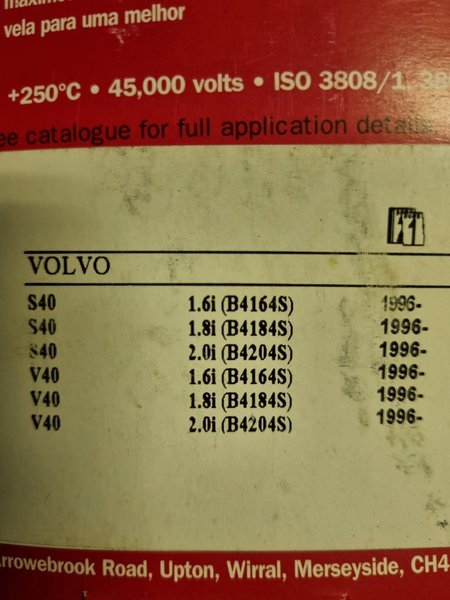 vela para uma melhor
+250°C • 45,000 volts • ISO 3808/1,
catalogue for full application details
VOLVO
S40 1.6i (B4164S) 1996-
S40 1.8i (B4184S) 1996-
S40 2.0i (B4204S) 1996-
V40 1.6i (B4164S) 1996-
V40 1.8i (B4184S) 1996-
V40 2.0i (B4204S) 1996-
Road, Upton, Wirral, Merseyside, CH4